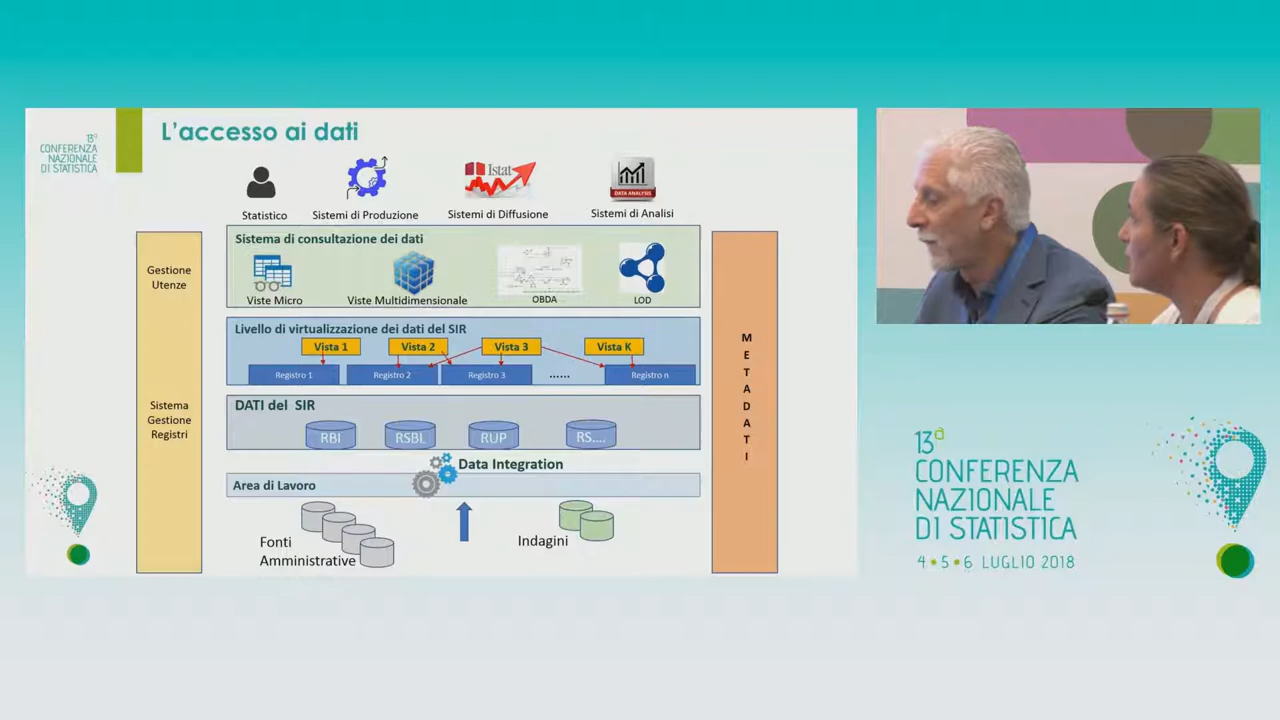 13ª
CONFERENZA
NAZIONALE
DI STATISTICA
L'accesso ai dati
Istat
DATA ANALYSIS
Statistico
Sistemi di Produzione
Sistemi di Diffusione
Sistemi di Analisi
Gestione
Utenze
Sistema
Gestione
Registri
Sistema di consultazione dei dati
Viste Micro
Viste Multidimensionale
OBDA
LOD
Livello di virtualizzazione dei dati del SIR
Vista 1
Vista 2
Vista 3
Vista K
Registro 1
Registro 2
Registro 3
......
Registro n
DATI del SIR
RBI
RSBL
RUP
RS....
Data Integration
Area di Lavoro
Fonti
Amministrative
Indagini
M
E
T
A
D
A
T
I
13ª
CONFERENZA
NAZIONALE
DI STATISTICA
4•5•6 LUGLIO 2018